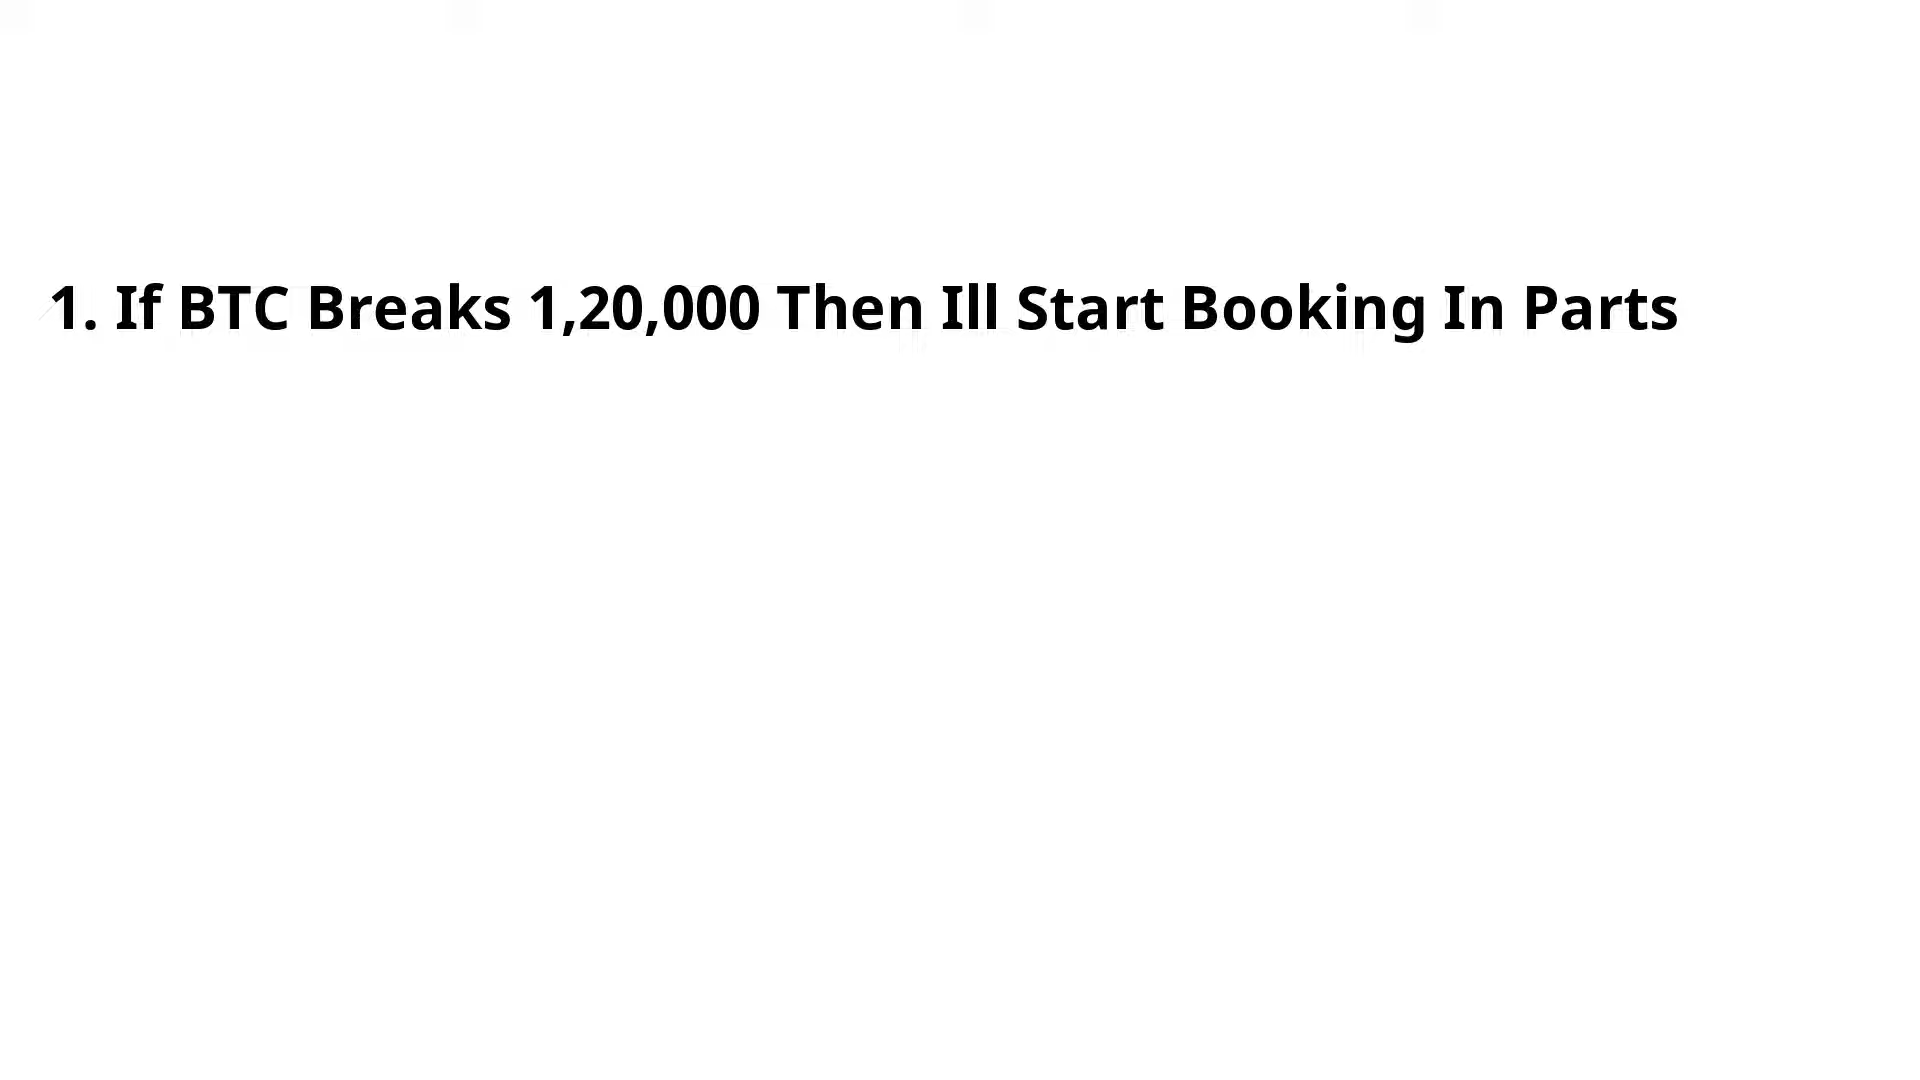 1. If BTC Breaks 1,20,000 Then Ill Start Booking In Parts